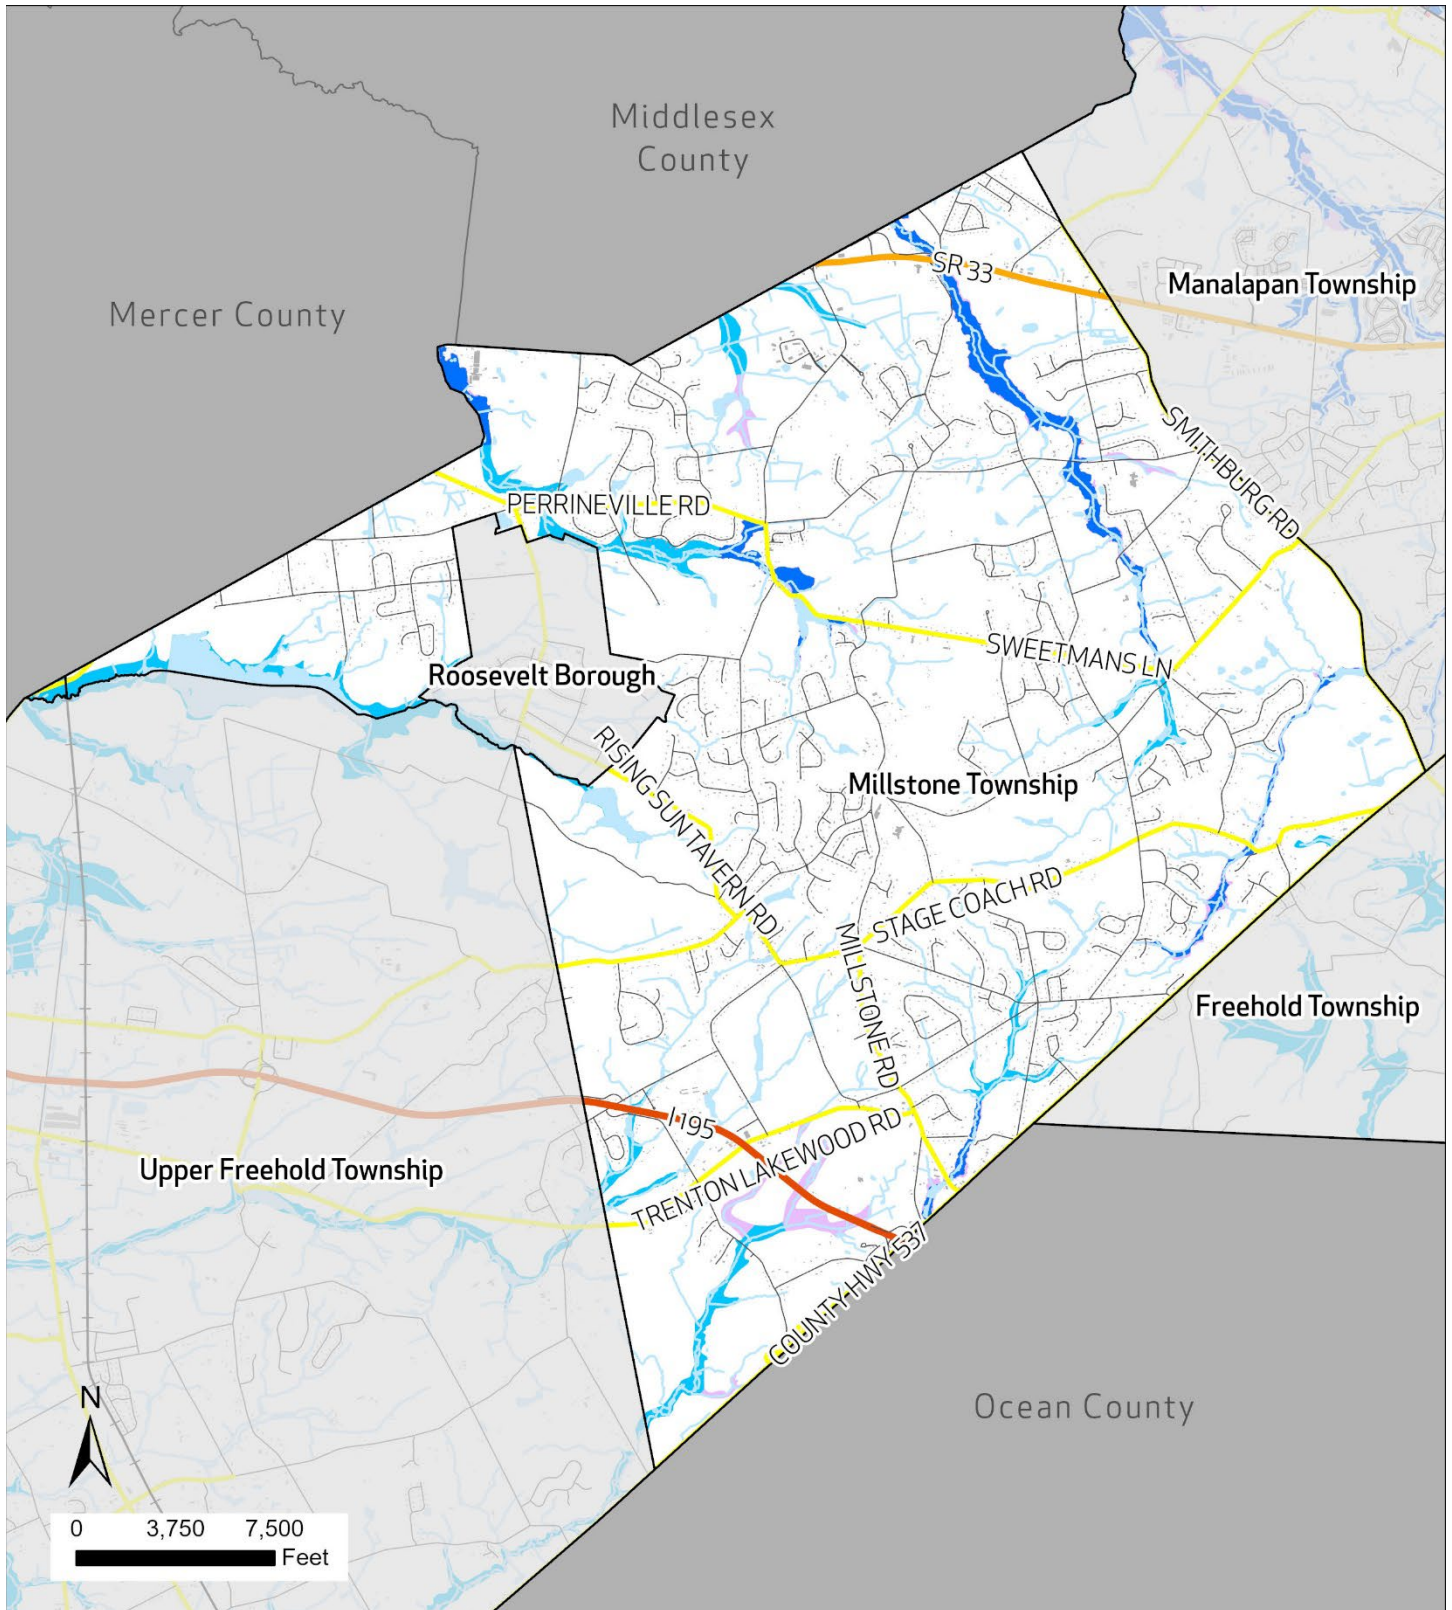 Middlesex
County
SR 33
Manalapan Township
Mercer County
SMITHBURG RD
PERRINEVILLE RD
SWEETMANS LN
Roosevelt Borough
RISING SUN TAVERN RD
Millstone Township
STAGE COACH RD
MILLSTONE RD
Freehold Township
I 195
TRENTON LAKEWOOD RD
Upper Freehold Township
COUNTY HWY 537
Ocean County
N
0 3,750 7,500
Feet